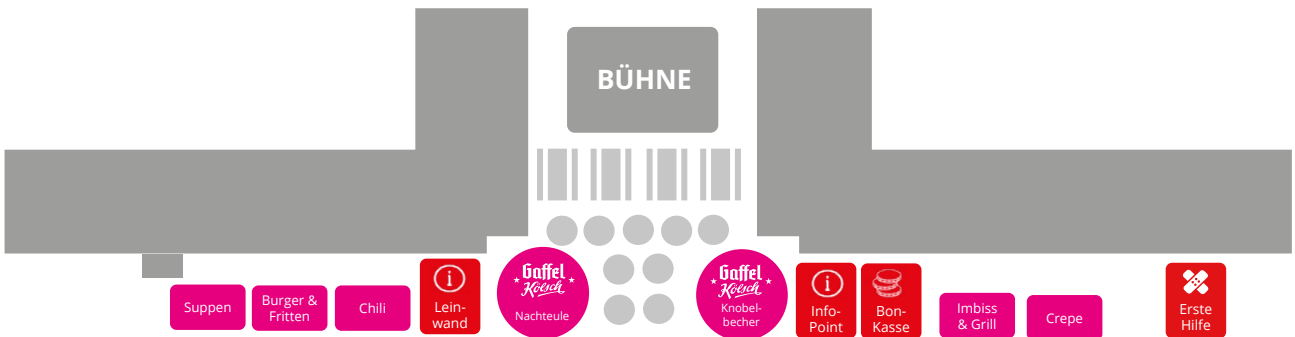 BÜHNE
Suppen
Burger &
Fritten
Chili
Lein-
wand
Gaffel
Kölsch
Nachteule
Gaffel
Kölsch
Knobel-
becher
Info-
Point
Bon-
Kasse
Imbiss
& Grill
Crepe
Erste
Hilfe